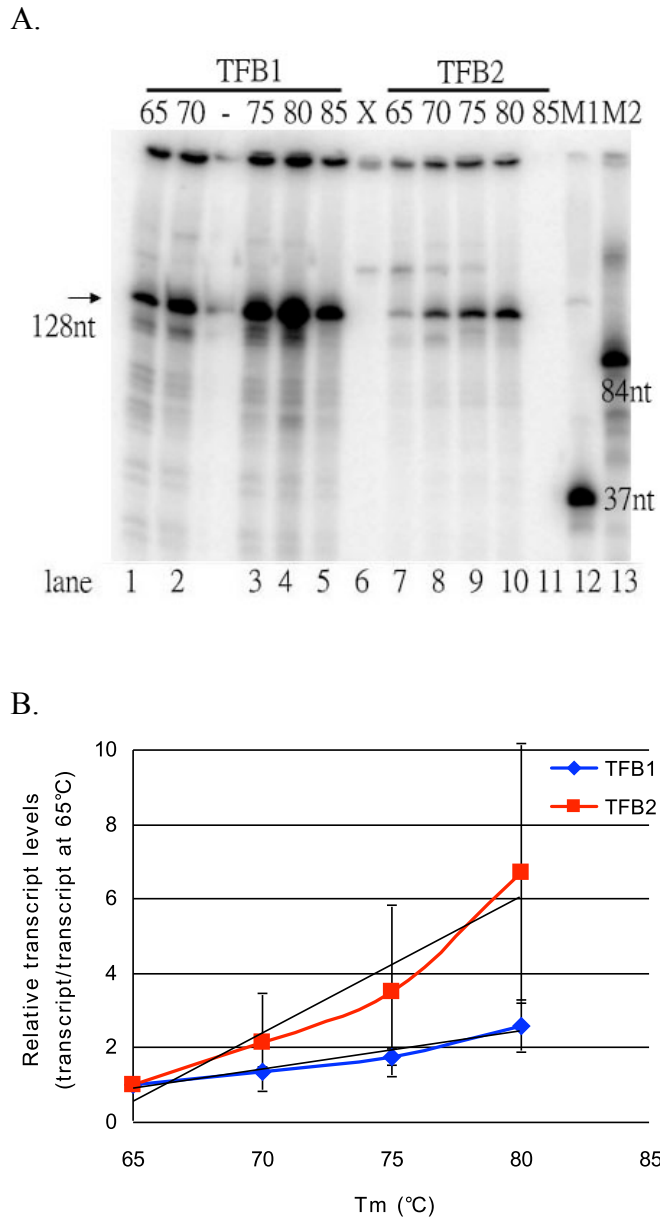 A.
TFB1 TFB2
65 70 - 75 80 85 X 65 70 75 80 85 M1 M2
128nt
84nt
37nt
lane 1 2 3 4 5 6 7 8 9 10 11 12 13
B.
Relative transcript levels
(transcript/transcript at 65℃)
10
8
6
4
2
0
TFB1
TFB2
65 70 75 80 85
Tm (℃)